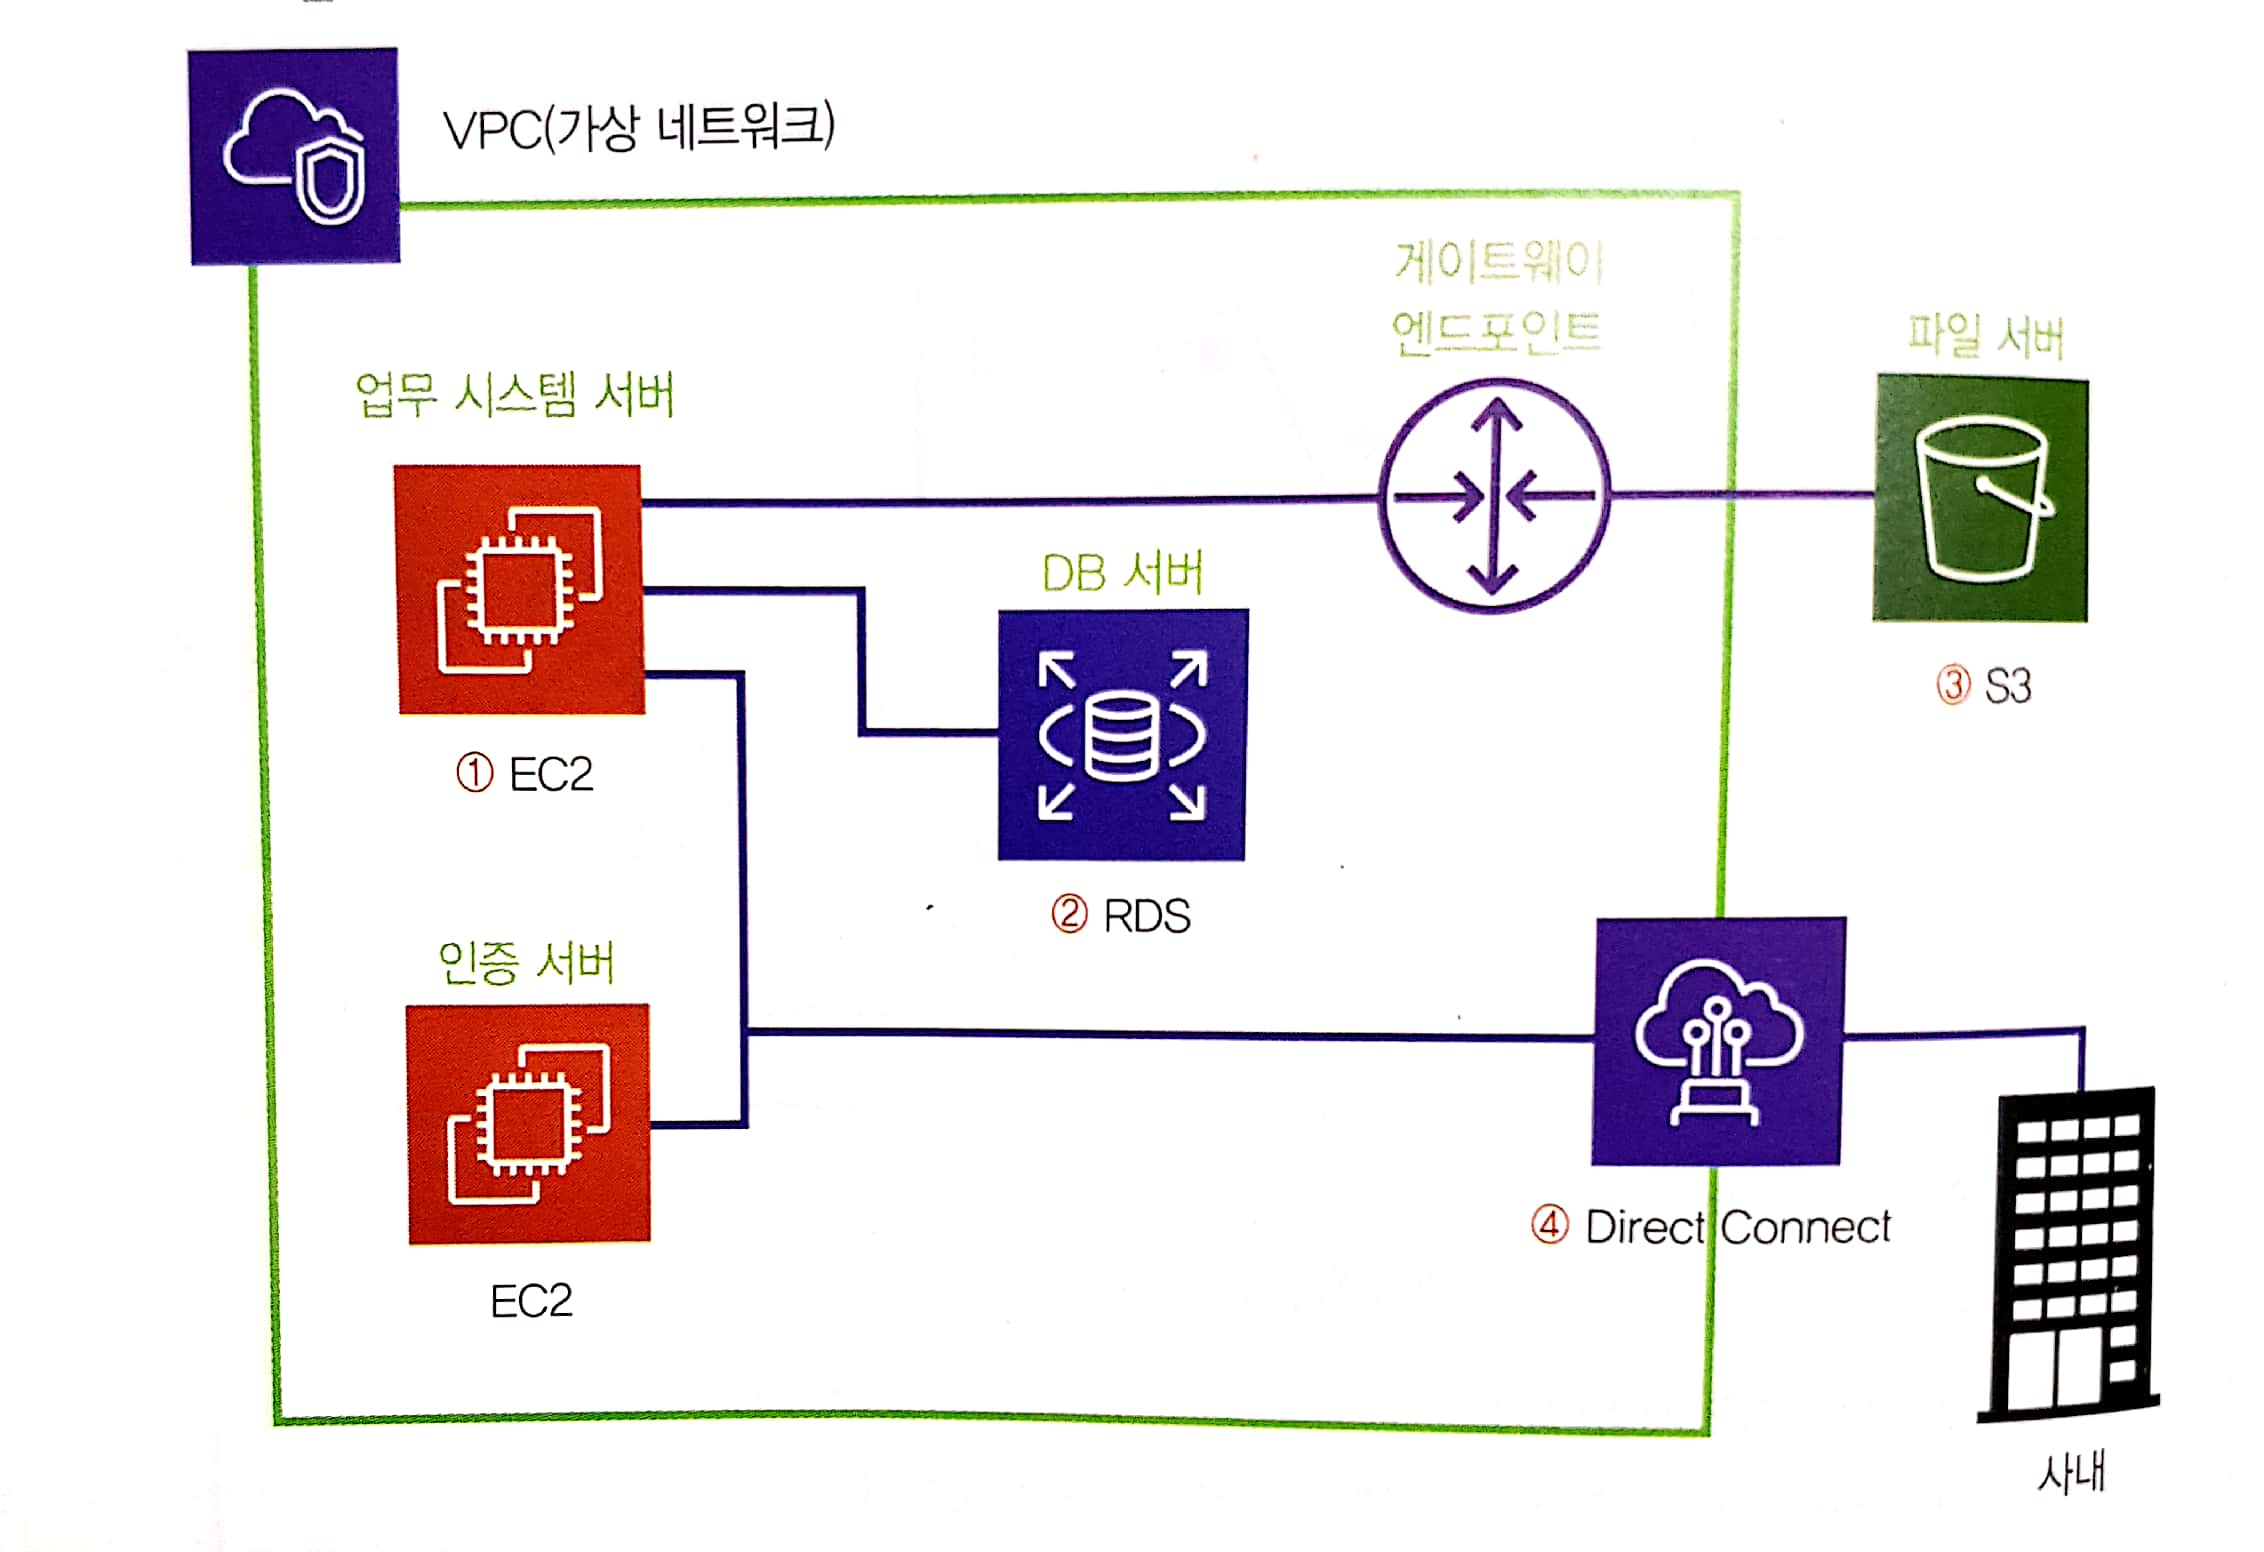 VPC(가상 네트워크)
게이트웨이
엔드포인트
파일 서버
업무 시스템 서버
DB 서버
③ S3
① EC2
② RDS
인증 서버
④ Direct Connect
EC2
사내